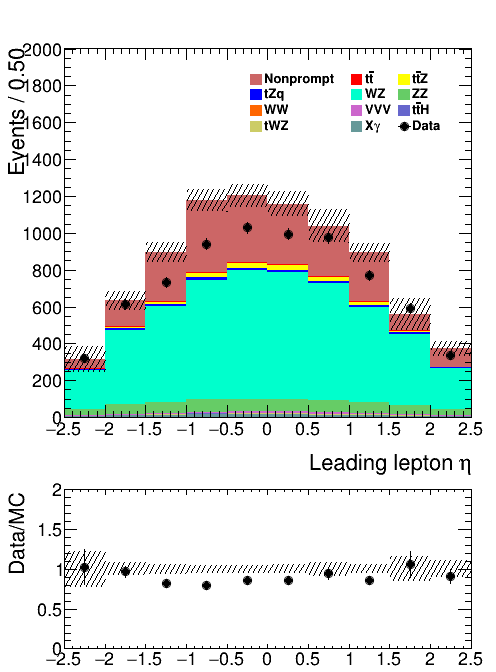 Events / 0.50
2000
1800
1600
1400
1200
1000
800
600
400
200
0
Nonprompt
tt̄
tt̄Z
tZq
WZ
ZZ
WW
VVV
tt̄H
tWZ
Xγ
Data
−2.5 −2 −1.5 −1 −0.5 0 0.5 1 1.5 2 2.5
Leading lepton η
Data/MC
2
1.5
1
0.5
0
−2.5 −2 −1.5 −1 −0.5 0 0.5 1 1.5 2 2.5